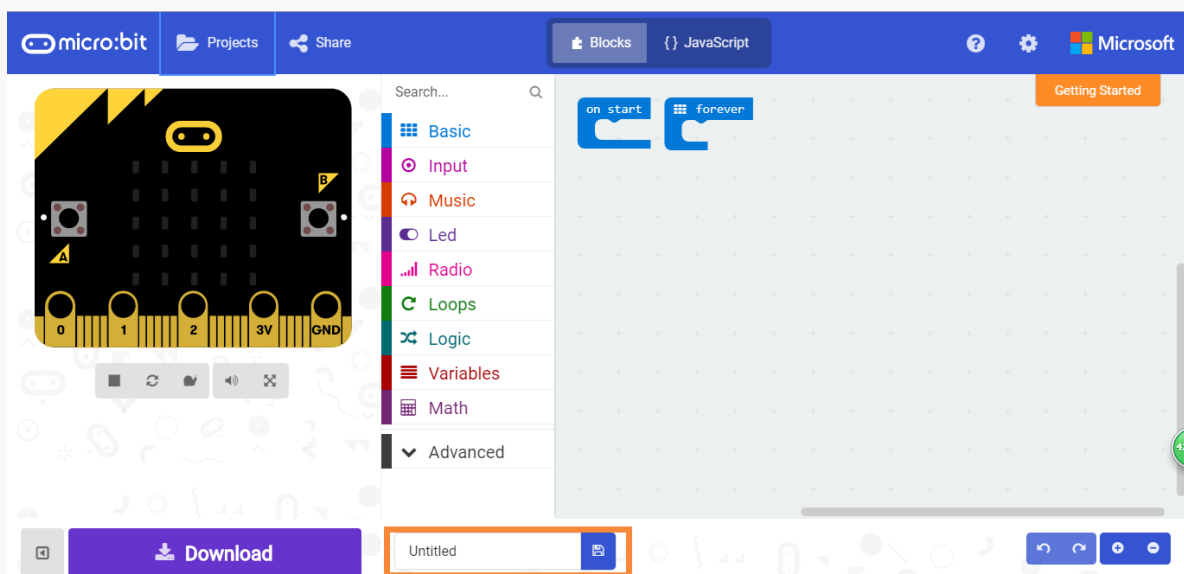 micro:bit
Projects
Share
Blocks
{} JavaScript
Microsoft
Getting Started
Search...
Basic
Input
Music
Led
Radio
Loops
Logic
Variables
Math
Advanced
on start
forever
B
A
0 1 2 3V GND
Download
Untitled